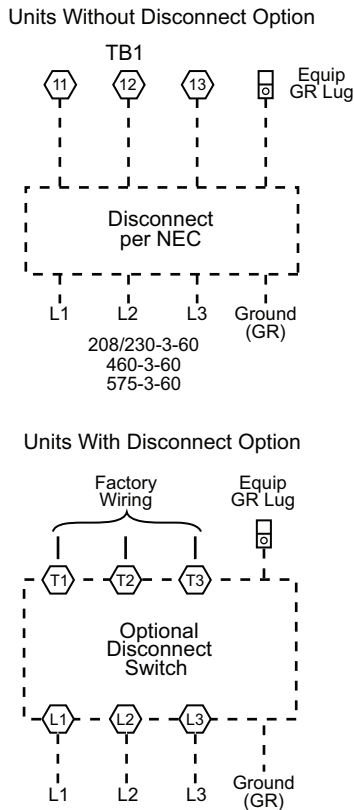 Units Without Disconnect Option
TB1
11 12 13 Equip
GR Lug
Disconnect
per NEC
L1 L2 L3 Ground
(GR)
208/230-3-60
460-3-60
575-3-60
Units With Disconnect Option
Factory
Wiring
Equip
GR Lug
T1 T2 T3
Optional
Disconnect
Switch
L1 L2 L3
L1 L2 L3 Ground
(GR)